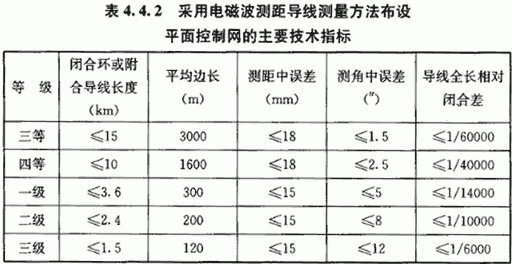 表 4.4.2 采用电磁波测距导线测量方法布设
平面控制网的主要技术指标
等 级 闭合环或附合导线长度(km) 平均边长(m) 测距中误差(mm) 测角中误差(″) 导线全长相对闭合差
三等 ≤15 3000 ≤18 ≤1.5 ≤1/60000
四等 ≤10 1600 ≤18 ≤2.5 ≤1/40000
一级 ≤3.6 300 ≤15 ≤5 ≤1/14000
二级 ≤2.4 200 ≤15 ≤8 ≤1/10000
三级 ≤1.5 120 ≤15 ≤12 ≤1/6000